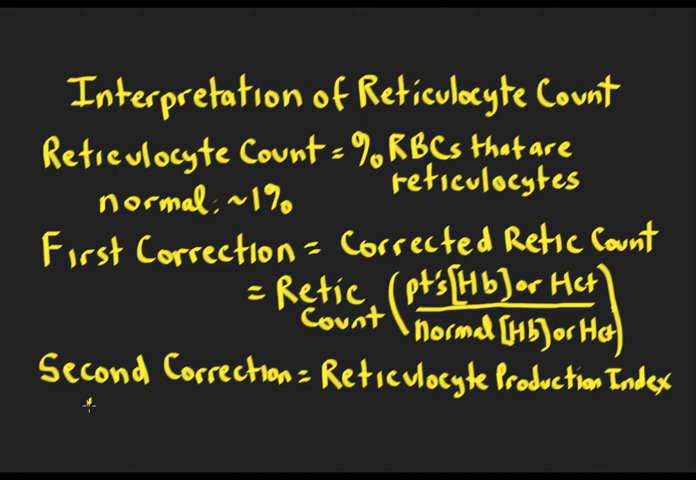 Interpretation of Reticulocyte Count
Reticulocyte Count = % RBCs that are
reticulocytes
normal: ~1%
First Correction = Corrected Retic Count
= Retic Count (pt's [Hb] or Hct / normal [Hb] or Hct)
Second Correction = Reticulocyte Production Index